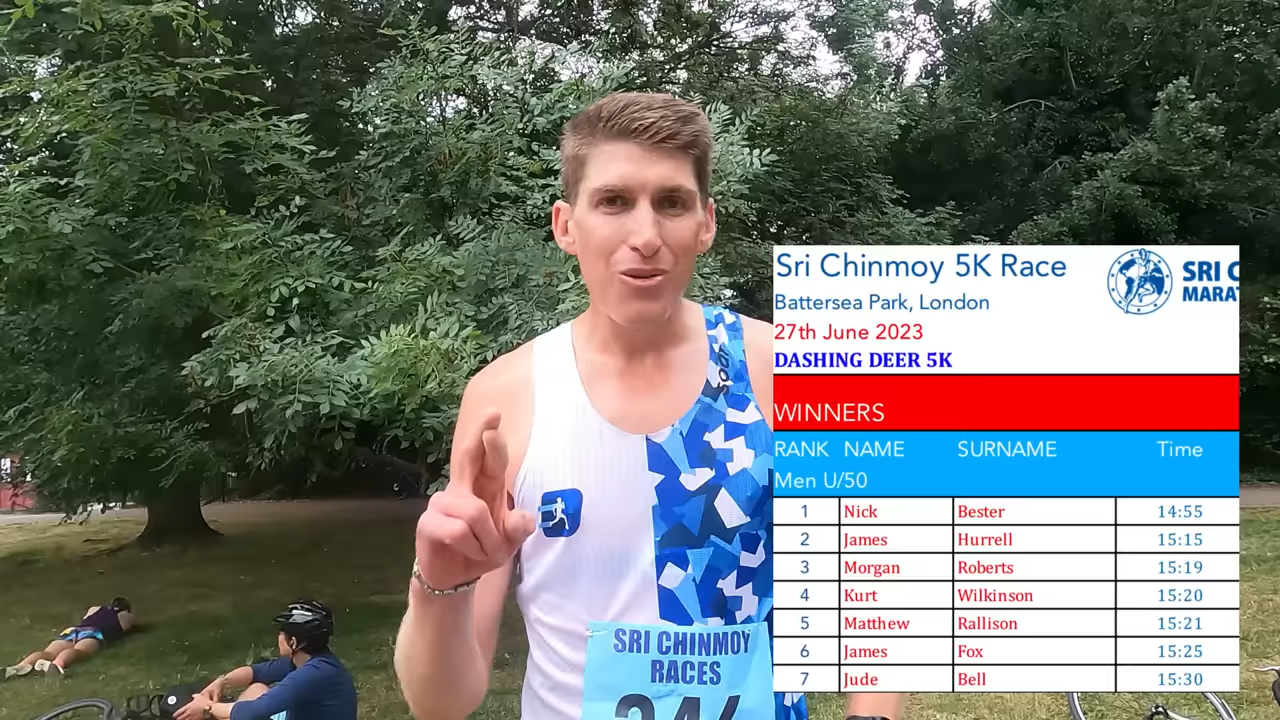 Sri Chinmoy 5K Race
Battersea Park, London
27th June 2023
DASHING DEER 5K
SRI C
MARAT
WINNERS
RANK NAME SURNAME Time
Men U/50
1 Nick Bester 14:55
2 James Hurrell 15:15
3 Morgan Roberts 15:19
4 Kurt Wilkinson 15:20
5 Matthew Rallison 15:21
6 James Fox 15:25
7 Jude Bell 15:30
soar
SRI CHINMOY
RACES